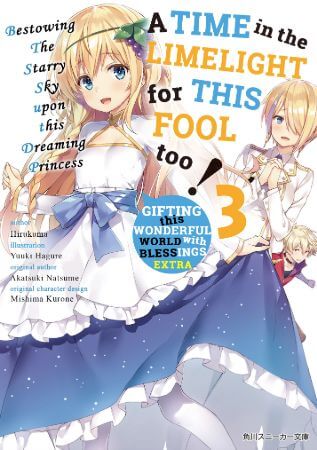 Bestowing
The
Starry
Sky
upon
this
Dreaming
Princess
A TIME in the
LIMELIGHT
for THIS
FOOL
too!
3
GIFTING
this
WONDERFUL
WORLD with
BLESSINGS
EXTRA
author
Hirokuma
illustration
Yuuki Hagure
original author
Akatsuki Natsume
original character design
Mishima Kurone
角川スニーカー文庫